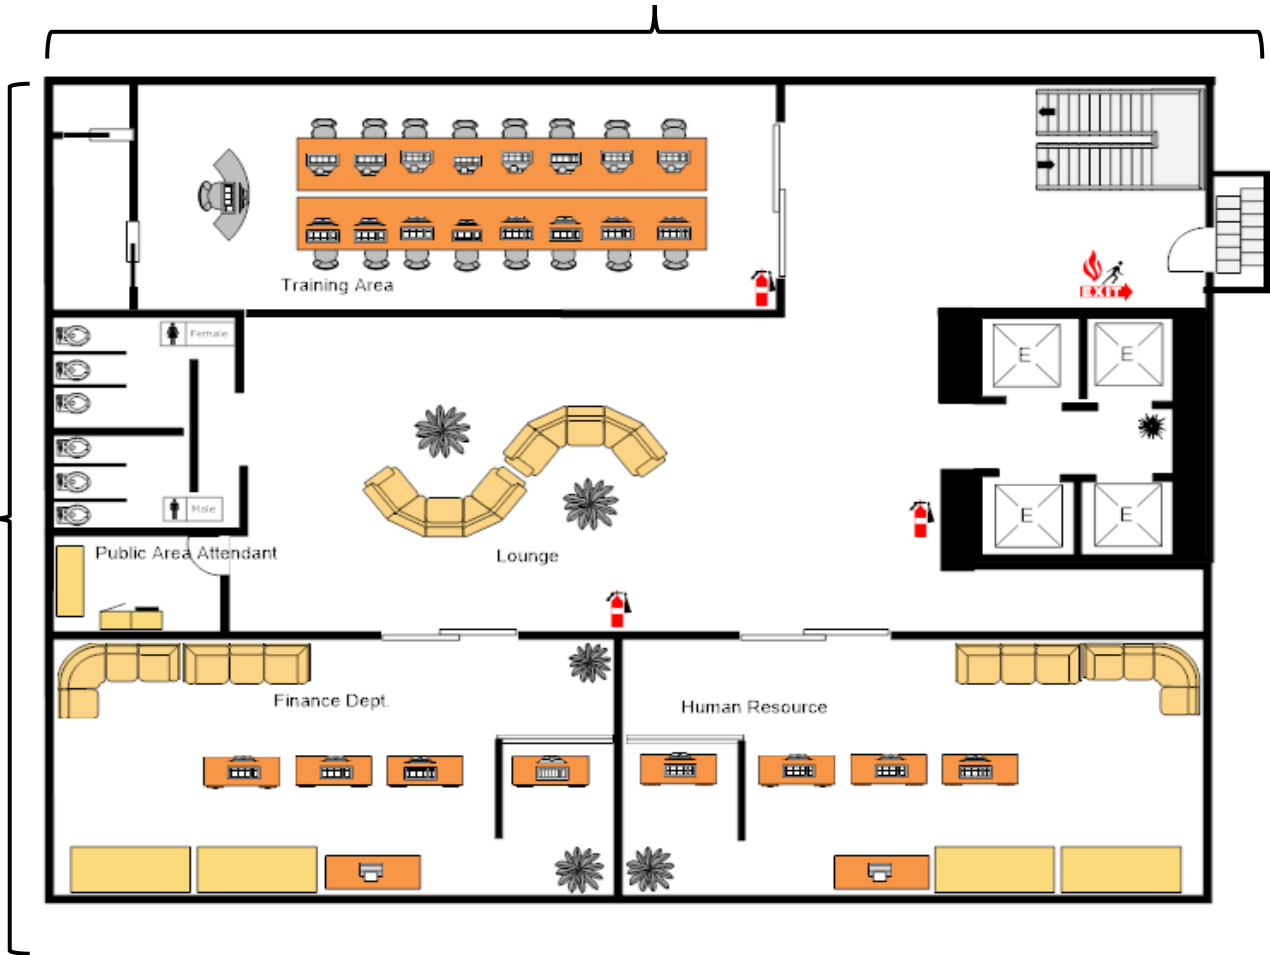 Training Area
EXIT
Female
E
E
Male
E
E
Public Area Attendant
Lounge
Finance Dept.
Human Resource